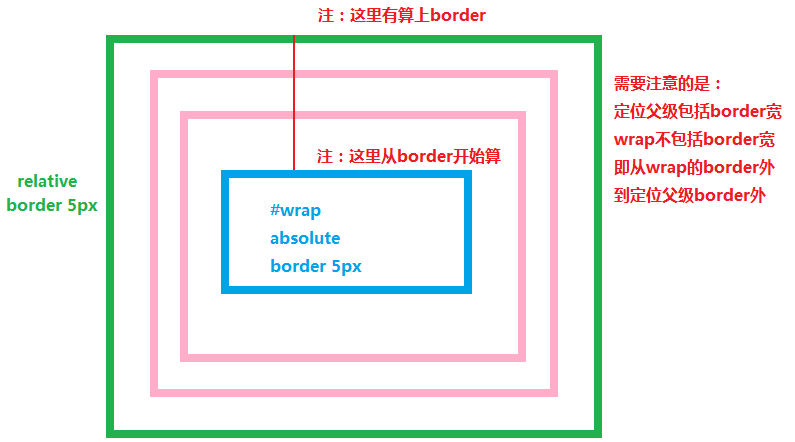 注：这里有算上border
需要注意的是：
定位父级包括border宽
wrap不包括border宽
即从wrap的border外
到定位父级border外
注：这里从border开始算
relative
border 5px
#wrap
absolute
border 5px